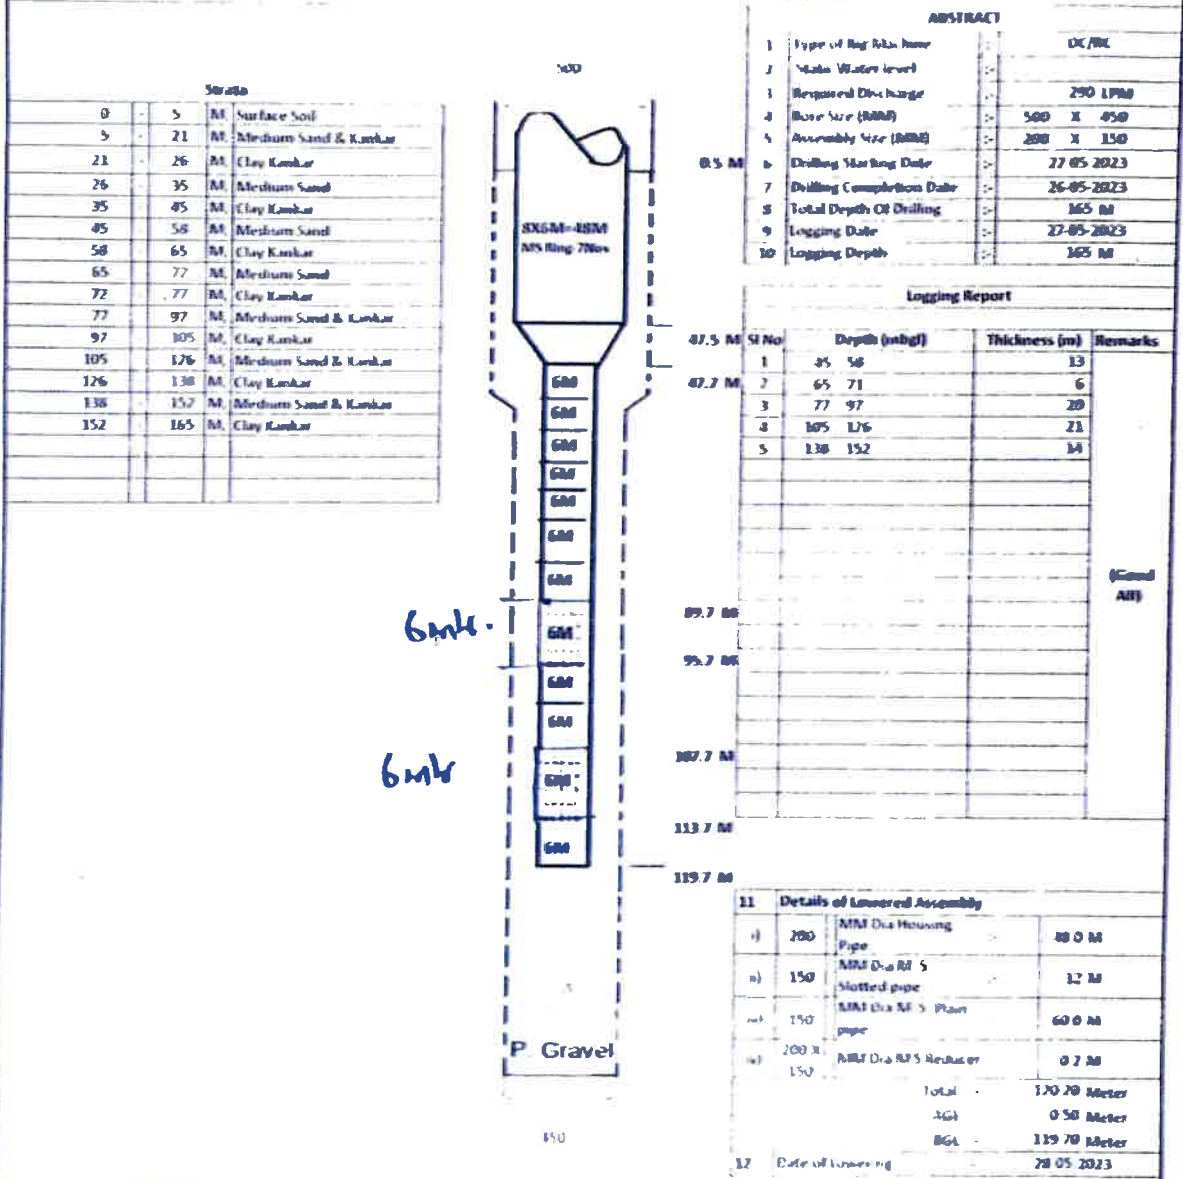 ABSTRACT
1 Type of Rig Machine :- DC/RC
2 Static Water level :-
3 Required Discharge :- 290 LPM
4 Bore Size (MM) :- 500 X 450
5 Assembly Size (MM) :- 200 X 150
6 Drilling Starting Date :- 27-05-2023
7 Drilling Completion Date :- 26-05-2023
8 Total Depth Of Drilling :- 165 M
9 Logging Date :- 27-05-2023
10 Logging Depth :- 165 M
Strata
0 - 5 M. Surface Soil
5 - 21 M. Medium Sand & Kankar
21 26 M. Clay Kankar
26 35 M. Medium Sand
35 45 M. Clay Kankar
45 58 M. Medium Sand
58 65 M. Clay Kankar
65 77 M. Medium Sand
72 77 M. Clay Kankar
77 97 M. Medium Sand & Kankar
97 105 M. Clay Kankar
105 126 M. Medium Sand & Kankar
126 138 M. Clay Kankar
138 152 M. Medium Sand & Kankar
152 165 M. Clay Kankar
500
8X6M=48M
MS Ring 7Nos
0.5 M
47.5 M
47.7 M
6M
6M
6M
6M
6M
6M
6M
6M
6M
6M
6M
6M
6 mtr.
6 mtr
89.7 M
95.7 M
107.7 M
113.7 M
119.7 M
P. Gravel
450
Logging Report
Sl No Depth (mbgl) Thickness (m) Remarks
1 45 58 13
2 65 71 6
3 77 97 20
4 105 126 21
5 138 152 14
(Good
All)
11 Details of Lowered Assembly
i) 200 MM Dia Housing Pipe :- 48.0 M
ii) 150 MM Dia M.S Slotted pipe 12 M
150 MM Dia M.S. Plain pipe 60.0 M
200 X 150 MM Dia M.S Reducer 0.2 M
Total - 120.20 Meter
AGL 0.50 Meter
BGL - 119.70 Meter
12 Date of Lowering 28-05-2023